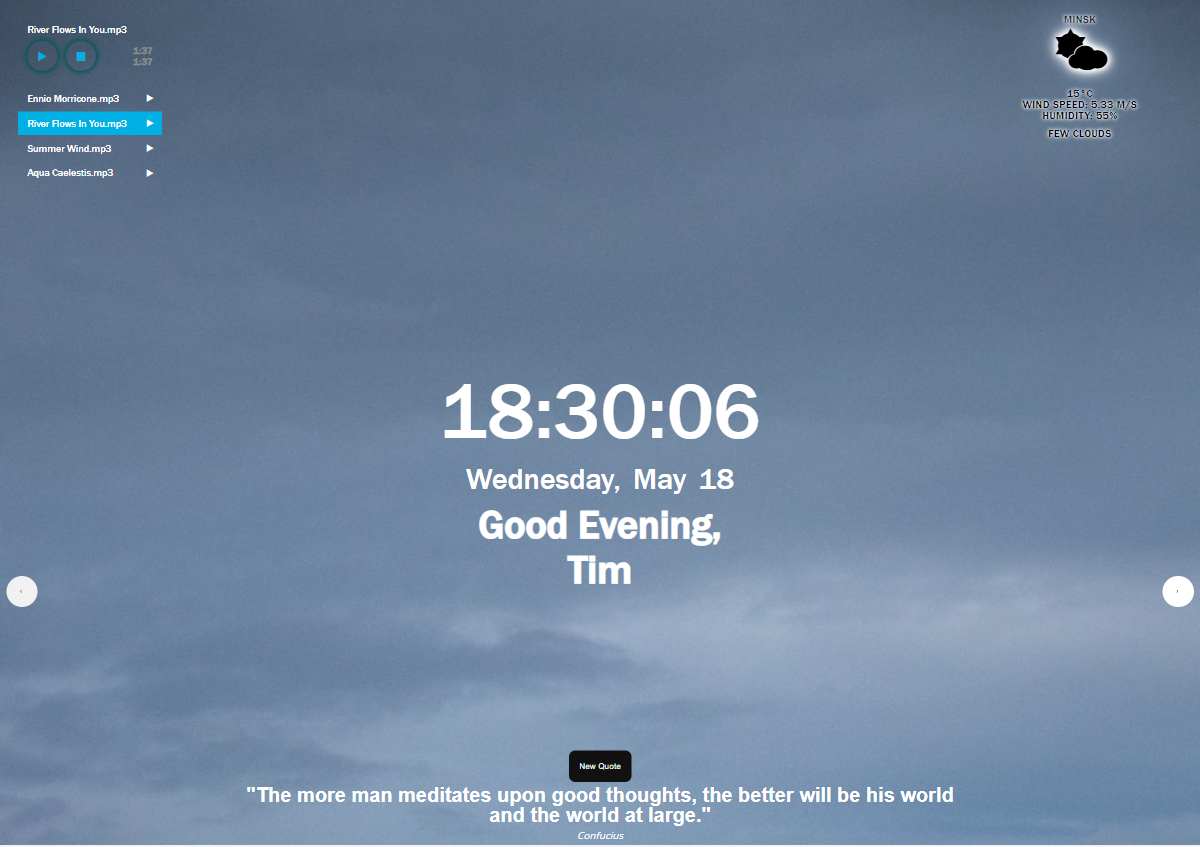 River Flows In You.mp3
1:37
1:37
Ennio Morricone.mp3
River Flows In You.mp3
Summer Wind.mp3
Aqua Caelestis.mp3
MINSK
15°C
WIND SPEED: 5.33 M/S
HUMIDITY: 55%
FEW CLOUDS
18:30:06
Wednesday, May 18
Good Evening,
Tim
New Quote
"The more man meditates upon good thoughts, the better will be his world
and the world at large."
Confucius